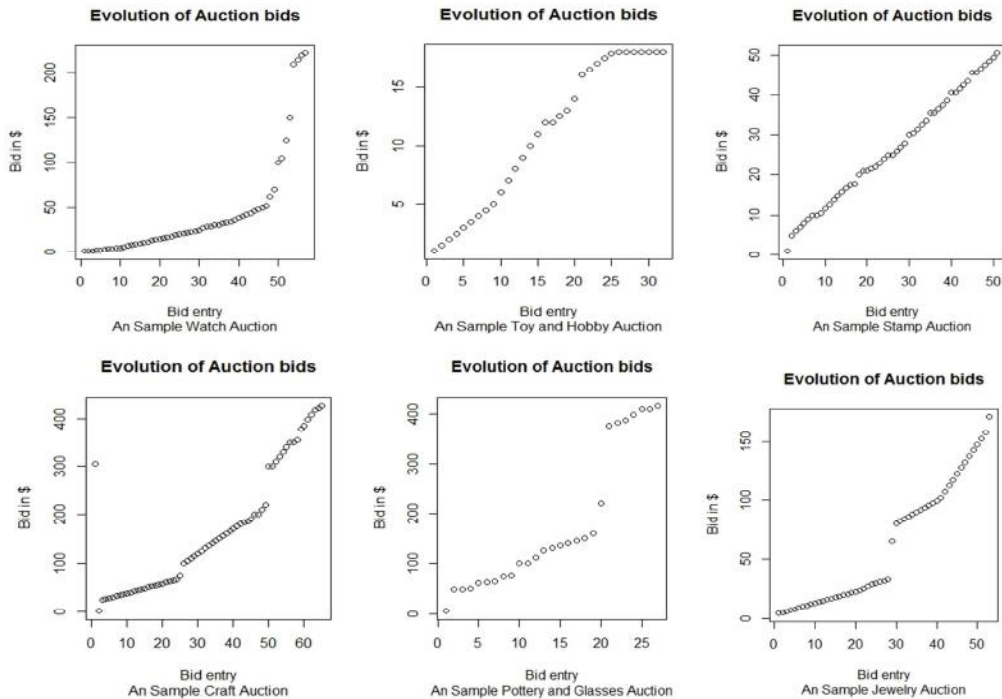 Evolution of Auction bids
Bid in $
0
50
100
150
200
0
10
20
30
40
50
Bid entry
An Sample Watch Auction
Evolution of Auction bids
Bid in $
5
10
15
0
5
10
15
20
25
30
Bid entry
An Sample Toy and Hobby Auction
Evolution of Auction bids
Bid in $
0
10
20
30
40
50
0
10
20
30
40
50
Bid entry
An Sample Stamp Auction
Evolution of Auction bids
Bid in $
0
100
200
300
400
0
10
20
30
40
50
60
Bid entry
An Sample Craft Auction
Evolution of Auction bids
Bid in $
0
100
200
300
400
0
5
10
15
20
25
Bid entry
An Sample Pottery and Glasses Auction
Evolution of Auction bids
Bid in $
0
50
100
150
0
10
20
30
40
50
Bid entry
An Sample Jewelry Auction